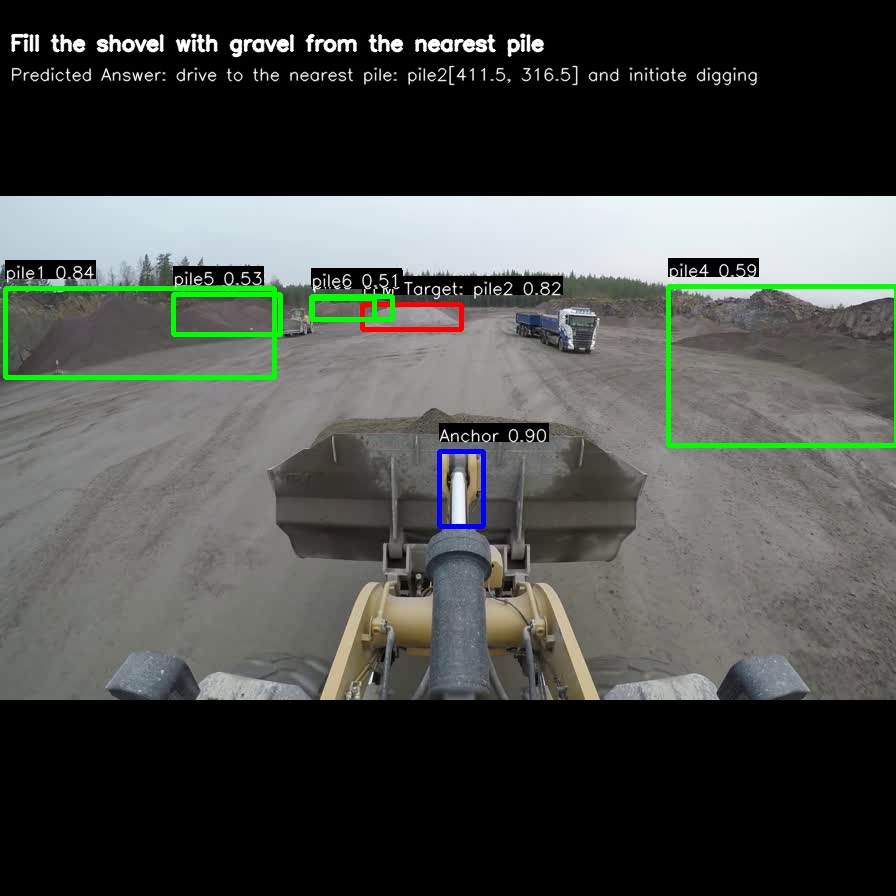 Fill the shovel with gravel from the nearest pile
Predicted Answer: drive to the nearest pile: pile2[411.5, 316.5] and initiate digging
pile1 0.84
pile5 0.53
pile6 0.51
Target: pile2 0.82
pile4 0.59
Anchor 0.90